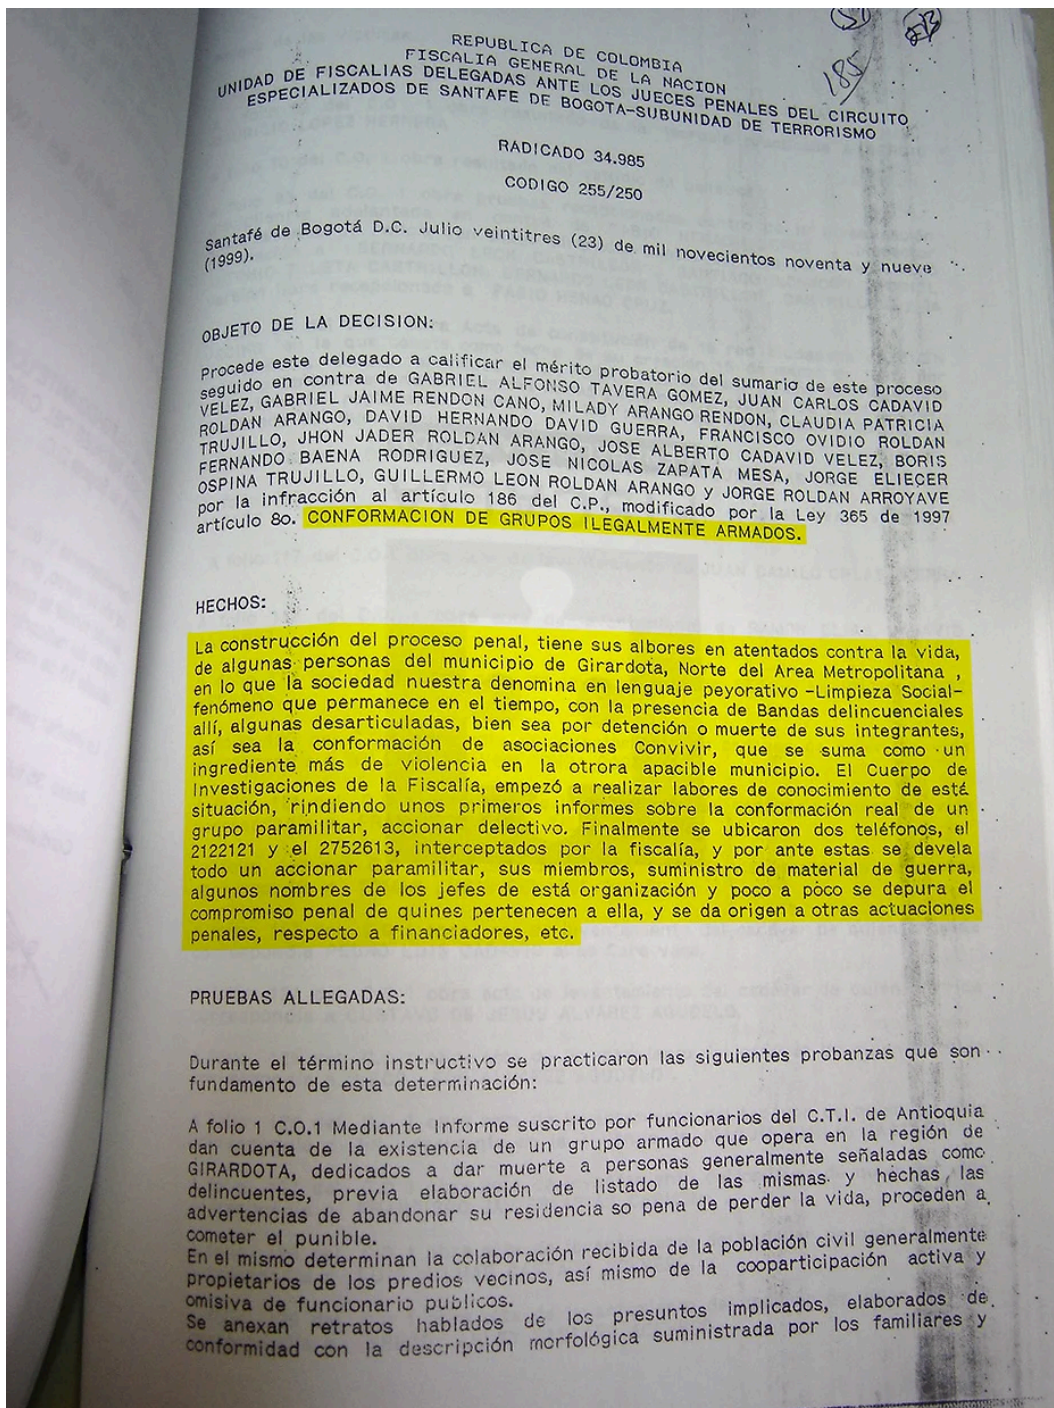 185
REPUBLICA DE COLOMBIA
FISCALIA GENERAL DE LA NACION
UNIDAD DE FISCALIAS DELEGADAS ANTE LOS JUECES PENALES DEL CIRCUITO
ESPECIALIZADOS DE SANTAFE DE BOGOTA-SUBUNIDAD DE TERRORISMO
RADICADO 34.985
CODIGO 255/250
Santafé de Bogotá D.C. Julio veintitres (23) de mil novecientos noventa y nueve
(1999).
OBJETO DE LA DECISION:
Procede este delegado a calificar el mérito probatorio del sumario de este proceso
seguido en contra de GABRIEL ALFONSO TAVERA GOMEZ, JUAN CARLOS CADAVID
VELEZ, GABRIEL JAIME RENDON CANO, MILADY ARANGO RENDON, CLAUDIA PATRICIA
ROLDAN ARANGO, DAVID HERNANDO DAVID GUERRA, FRANCISCO OVIDIO ROLDAN
TRUJILLO, JHON JADER ROLDAN ARANGO, JOSE ALBERTO CADAVID VELEZ, BORIS
FERNANDO BAENA RODRIGUEZ, JOSE NICOLAS ZAPATA MESA, JORGE ELIECER
OSPINA TRUJILLO, GUILLERMO LEON ROLDAN ARANGO y JORGE ROLDAN ARROYAVE
por la infracción al artículo 186 del C.P., modificado por la Ley 365 de 1997
artículo 8o. CONFORMACION DE GRUPOS ILEGALMENTE ARMADOS.
HECHOS:
La construcción del proceso penal, tiene sus albores en atentados contra la vida,
de algunas personas del municipio de Girardota, Norte del Area Metropolitana ,
en lo que la sociedad nuestra denomina en lenguaje peyorativo -Limpieza Social-
fenómeno que permanece en el tiempo, con la presencia de Bandas delincuenciales
allí, algunas desarticuladas, bien sea por detención o muerte de sus integrantes,
así sea la conformación de asociaciones Convivir, que se suma como un
ingrediente más de violencia en la otrora apacible municipio. El Cuerpo de
Investigaciones de la Fiscalía, empezó a realizar labores de conocimiento de está
situación, rindiendo unos primeros informes sobre la conformación real de un
grupo paramilitar, accionar delectivo. Finalmente se ubicaron dos teléfonos, el
2122121 y el 2752613, interceptados por la fiscalía, y por ante estas se devela
todo un accionar paramilitar, sus miembros, suministro de material de guerra,
algunos nombres de los jefes de está organización y poco a poco se depura el
compromiso penal de quines pertenecen a ella, y se da origen a otras actuaciones
penales, respecto a financiadores, etc.
PRUEBAS ALLEGADAS:
Durante el término instructivo se practicaron las siguientes probanzas que son
fundamento de esta determinación:
A folio 1 C.O.1 Mediante Informe suscrito por funcionarios del C.T.I. de Antioquia
dan cuenta de la existencia de un grupo armado que opera en la región de
GIRARDOTA, dedicados a dar muerte a personas generalmente señaladas como
delincuentes, previa elaboración de listado de las mismas y hechas las
advertencias de abandonar su residencia so pena de perder la vida, proceden a
cometer el punible.
En el mismo determinan la colaboración recibida de la población civil generalmente
propietarios de los predios vecinos, así mismo de la cooparticipación activa y
omisiva de funcionario publicos.
Se anexan retratos hablados de los presuntos implicados, elaborados de
conformidad con la descripción morfológica suministrada por los familiares y